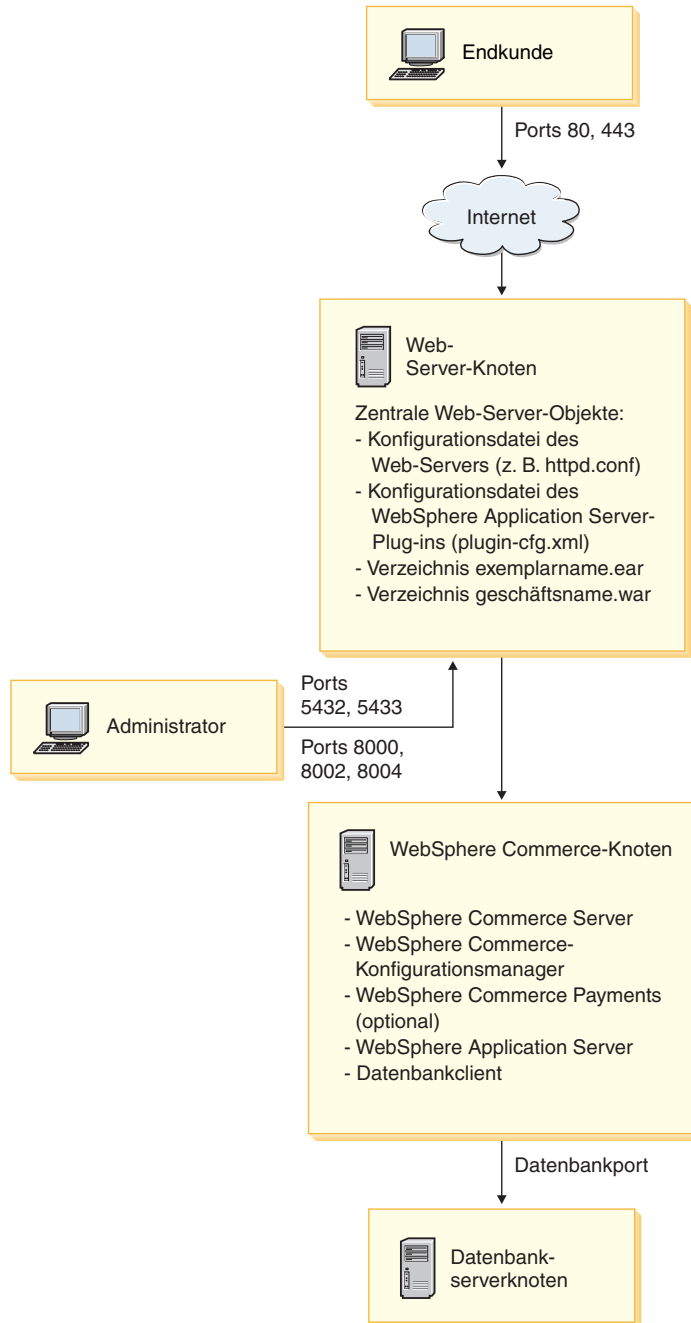 Endkunde
Ports 80, 443
Internet
Web-
Server-Knoten
Zentrale Web-Server-Objekte:
- Konfigurationsdatei des
Web-Servers (z. B. httpd.conf)
- Konfigurationsdatei des
WebSphere Application Server-
Plug-ins (plugin-cfg.xml)
- Verzeichnis exemplarname.ear
- Verzeichnis geschäftsname.war
Ports
5432, 5433
Administrator
Ports 8000,
8002, 8004
WebSphere Commerce-Knoten
- WebSphere Commerce Server
- WebSphere Commerce-
Konfigurationsmanager
- WebSphere Commerce Payments
(optional)
- WebSphere Application Server
- Datenbankclient
Datenbankport
Datenbank-
serverknoten